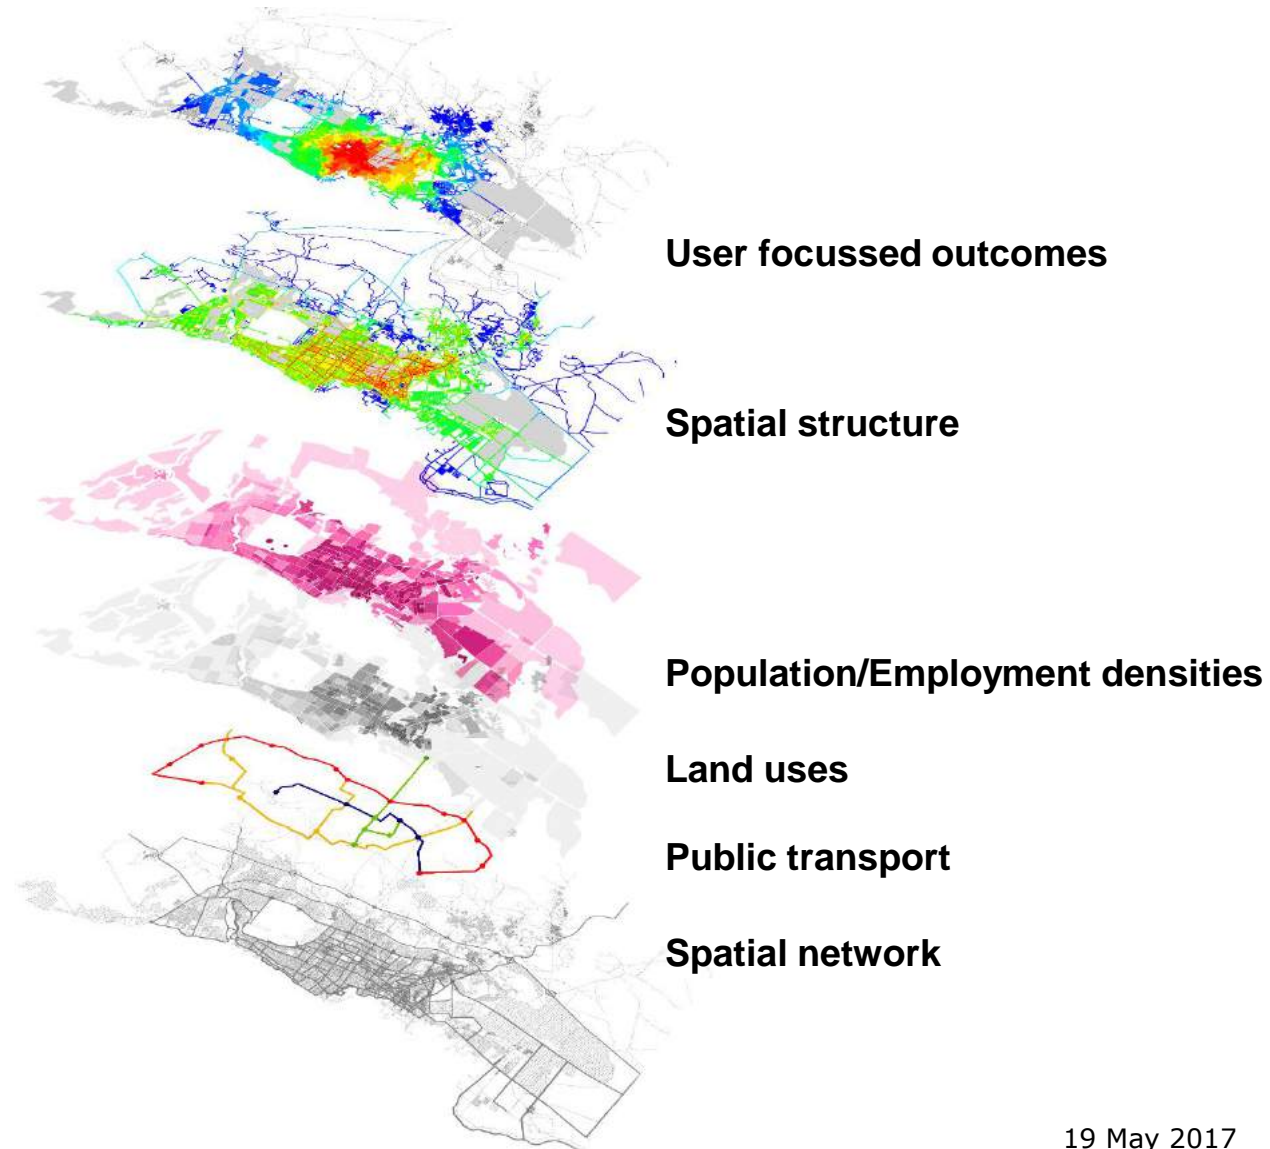 User focussed outcomes
Spatial structure
Population/Employment densities
Land uses
Public transport
Spatial network
19 May 2017